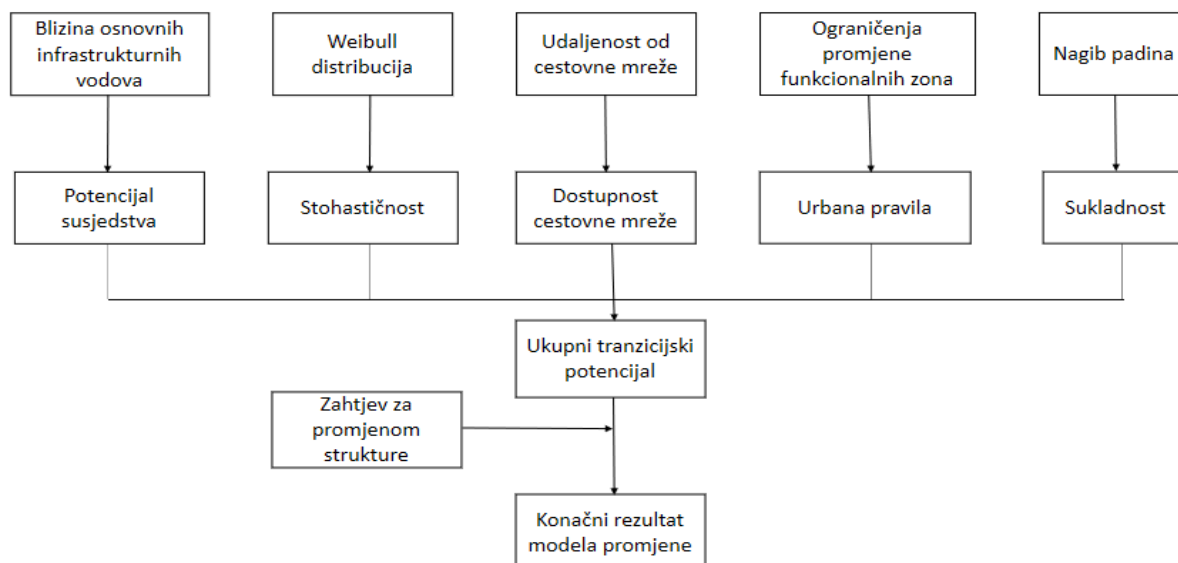 Blizina osnovnih
infrastrukturnih
vodova
Weibull
distribucija
Udaljenost od
cestovne mreže
Ograničenja
promjene
funkcionalnih zona
Nagib padina
Potencijal
susjedstva
Stohastičnost
Dostupnost
cestovne mreže
Urbana pravila
Sukladnost
Ukupni tranzicijski
potencijal
Zahtjev za
promjenom
strukture
Konačni rezultat
modela promjene